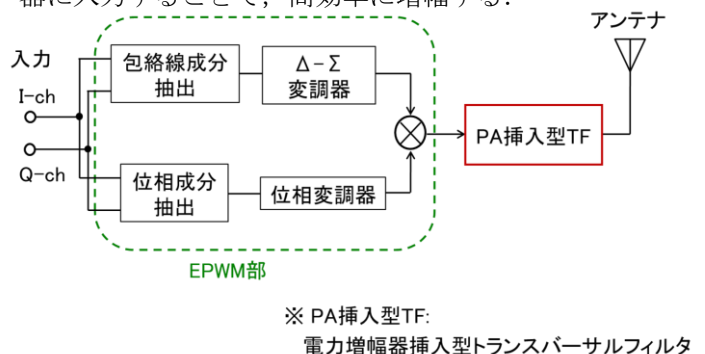 器に入力することで，高効率に増幅する．
アンテナ
入力
I-ch
Q-ch
包絡線成分
抽出
Δ−Σ
変調器
位相成分
抽出
位相変調器
PA挿入型TF
EPWM部
※ PA挿入型TF:
電力増幅器挿入型トランスバーサルフィルタ